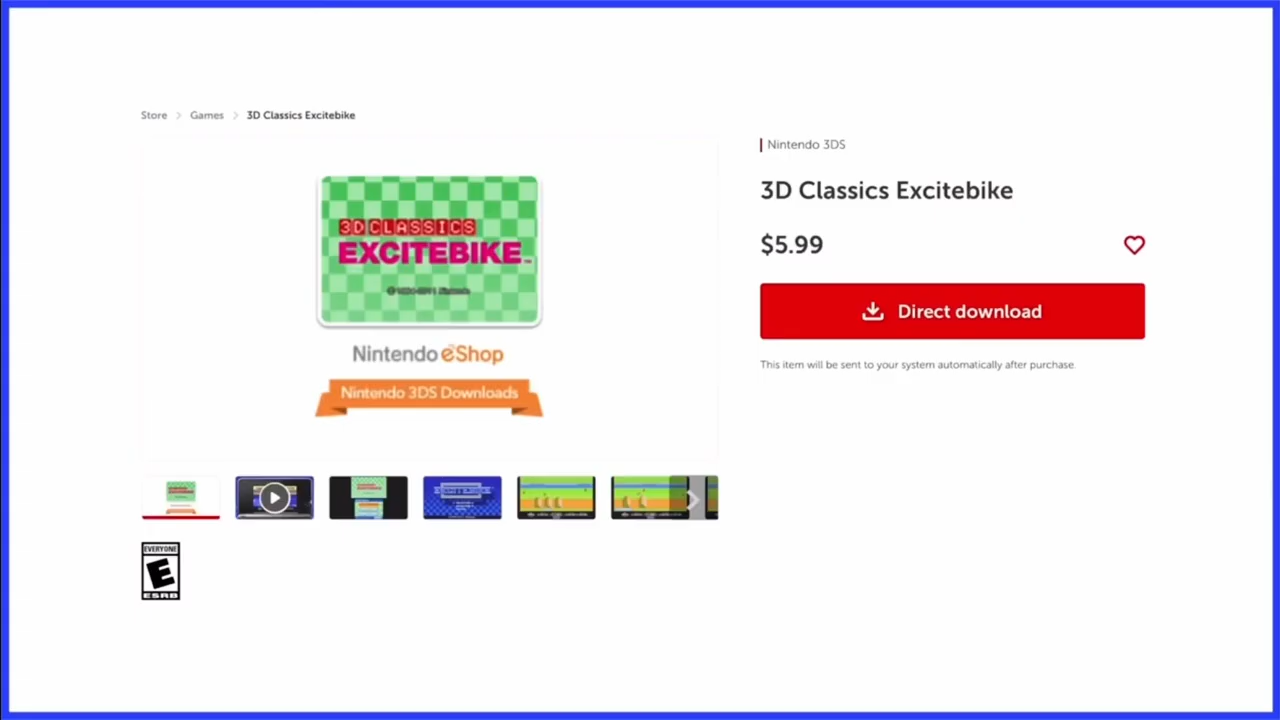 Store > Games > 3D Classics Excitebike
Nintendo 3DS
3D Classics Excitebike
$5.99
Direct download
This item will be sent to your system automatically after purchase.
3D CLASSICS
EXCITEBIKE™
Nintendo eShop
Nintendo 3DS Downloads
EVERYONE
E
ESRB